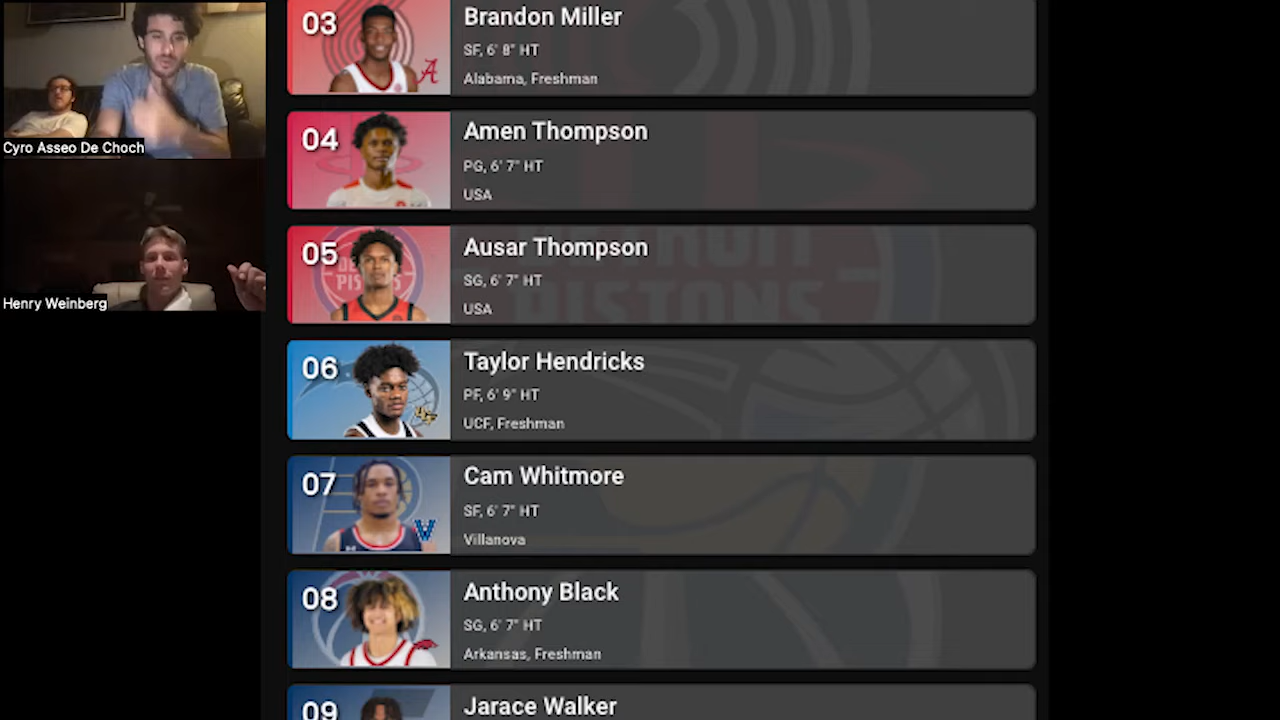 Cyro Asseo De Choch
Henry Weinberg
03
Brandon Miller
SF, 6' 8" HT
Alabama, Freshman
04
Amen Thompson
PG, 6' 7" HT
USA
05
Ausar Thompson
SG, 6' 7" HT
USA
DETROIT
PISTONS
06
Taylor Hendricks
PF, 6' 9" HT
UCF, Freshman
07
Cam Whitmore
SF, 6' 7" HT
Villanova
08
Anthony Black
SG, 6' 7" HT
Arkansas, Freshman
09
Jarace Walker